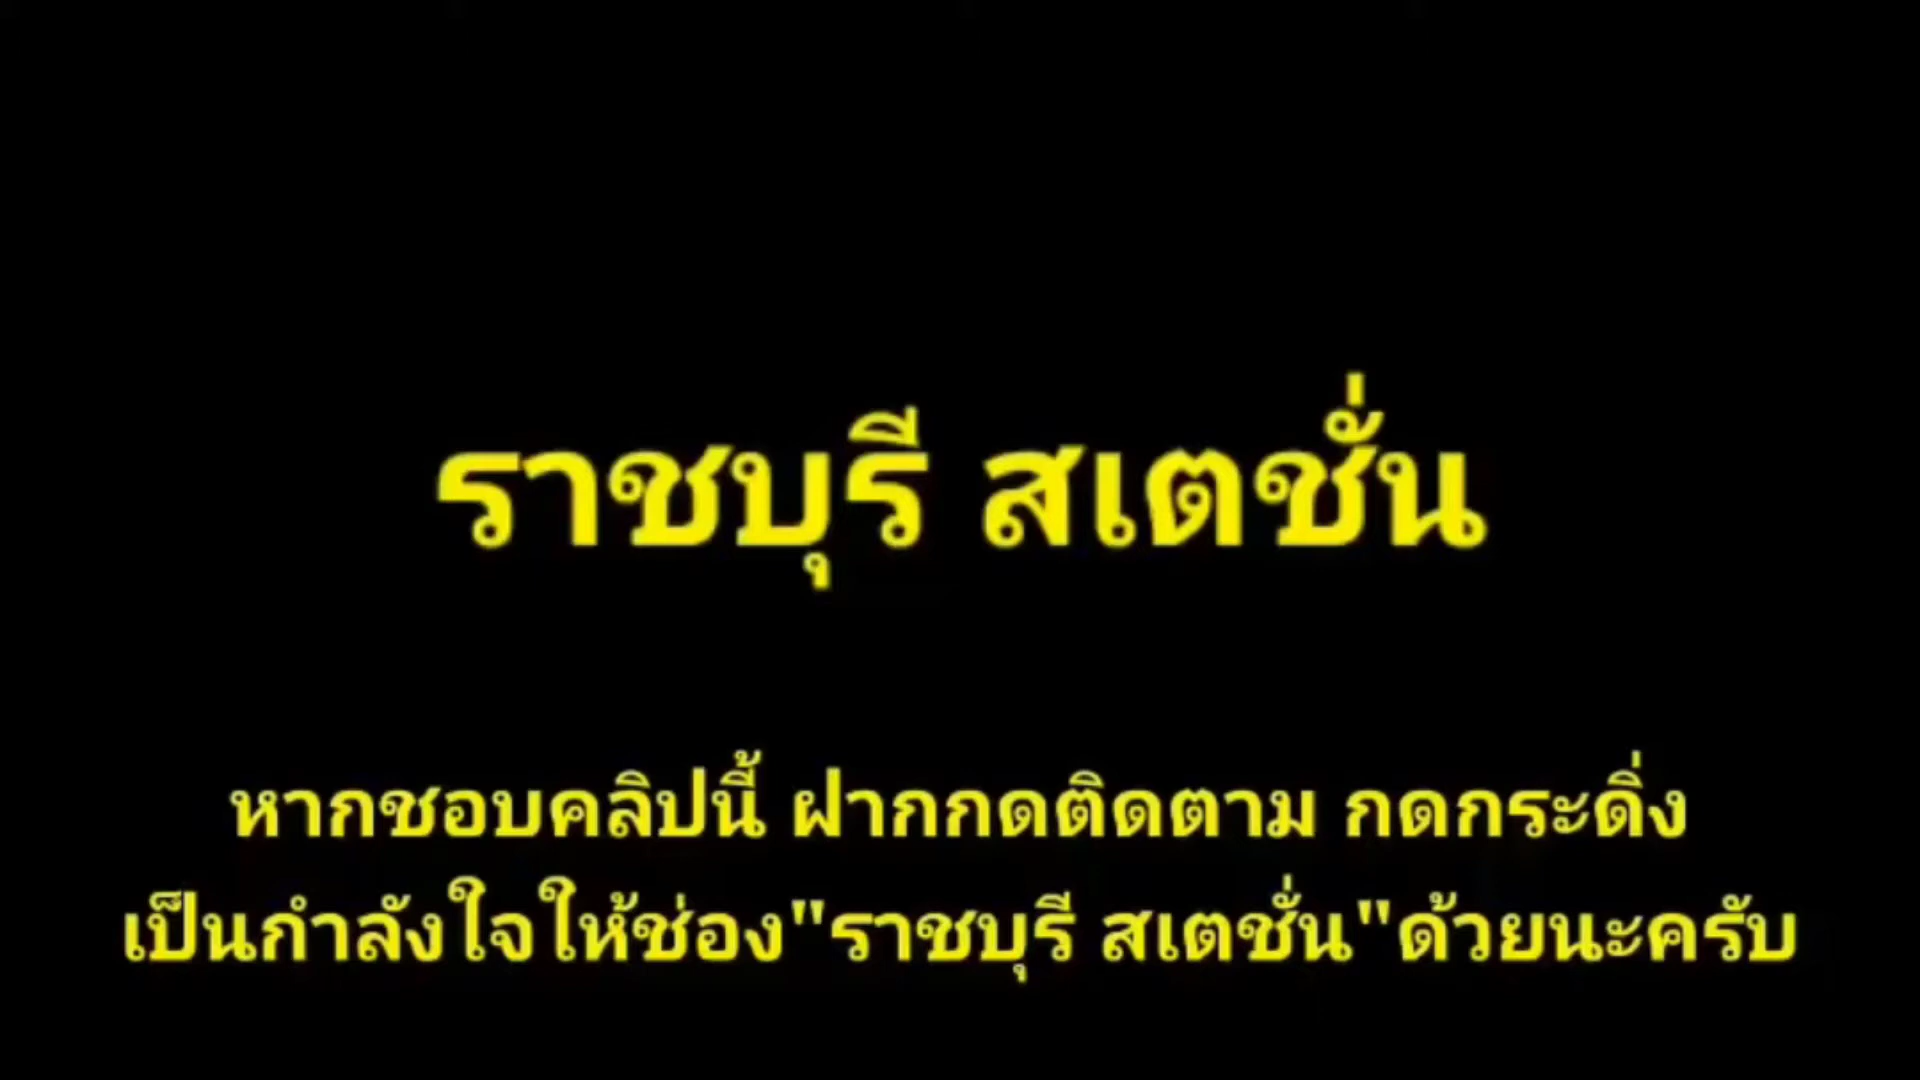 ราชบุรี สเตชั่น
หากชอบคลิปนี้ ฝากกดติดตาม กดกระดิ่ง
เป็นกำลังใจให้ช่อง"ราชบุรี สเตชั่น"ด้วยนะครับ